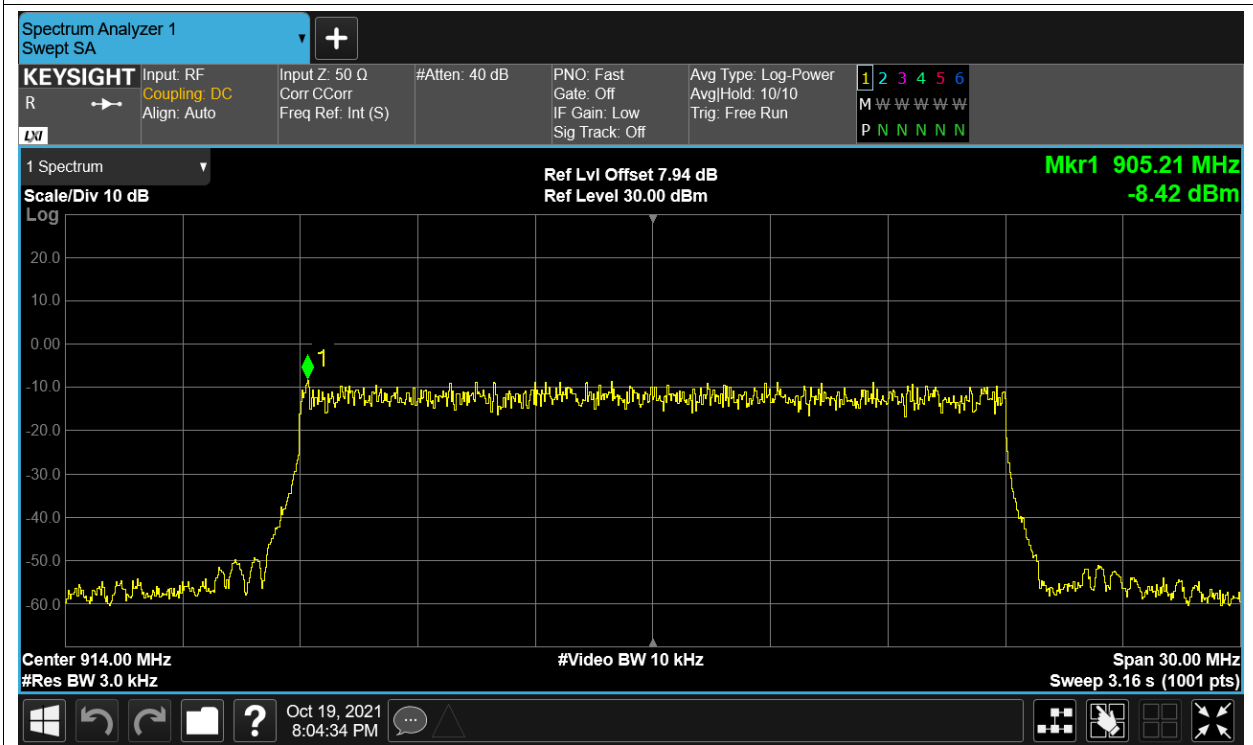 Spectrum Analyzer 1
Swept SA
+
KEYSIGHT
R
LXI
Input: RF
Coupling: DC
Align: Auto
Input Z: 50 Ω
Corr CCorr
Freq Ref: Int (S)
#Atten: 40 dB
PNO: Fast
Gate: Off
IF Gain: Low
Sig Track: Off
Avg Type: Log-Power
Avg|Hold: 10/10
Trig: Free Run
1 2 3 4 5 6
M W W W W W
P N N N N N
1 Spectrum
Scale/Div 10 dB
Log
Ref Lvl Offset 7.94 dB
Ref Level 30.00 dBm
Mkr1 905.21 MHz
-8.42 dBm
20.0
10.0
0.00
1
-10.0
-20.0
-30.0
-40.0
-50.0
-60.0
Center 914.00 MHz
#Res BW 3.0 kHz
#Video BW 10 kHz
Span 30.00 MHz
Sweep 3.16 s (1001 pts)
?
Oct 19, 2021
8:04:34 PM